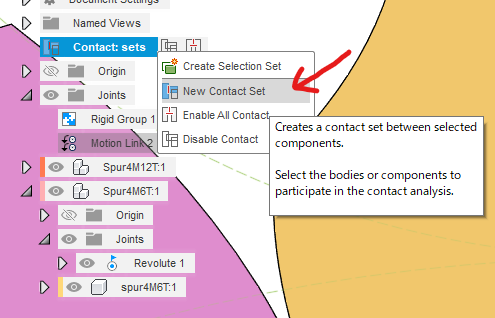 Document Settings
Named Views
Contact: sets
Create Selection Set
Origin
New Contact Set
Joints
Enable All Contact
Rigid Group 1
Creates a contact set between selected
components.
Disable Contact
Motion Link 2
Select the bodies or components to
participate in the contact analysis.
Spur4M12T:1
Spur4M6T:1
Origin
Joints
Revolute 1
spur4M6T:1